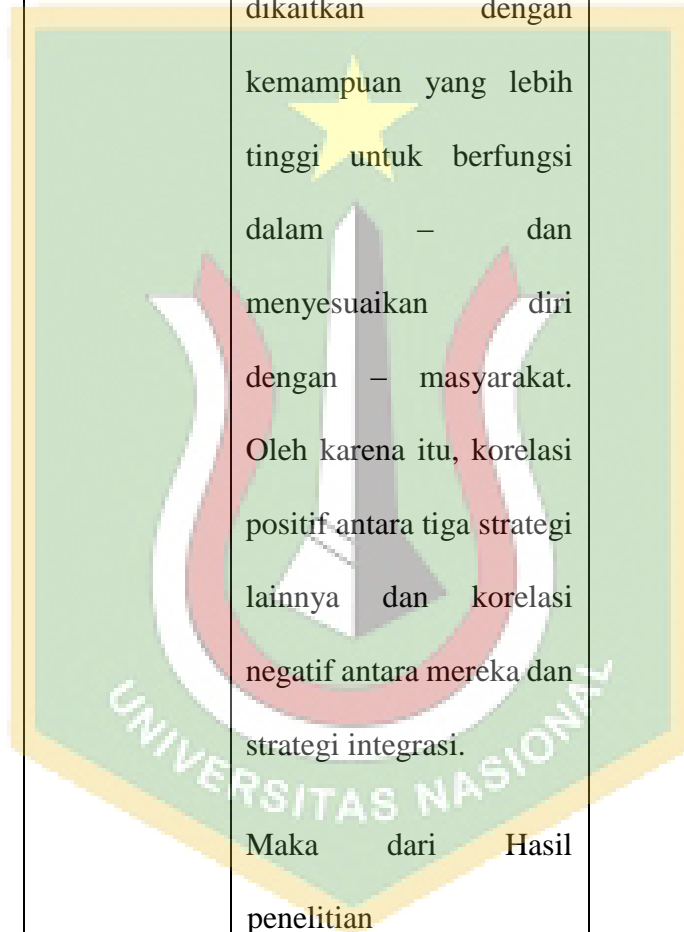 dikaitkan dengan
kemampuan yang lebih
tinggi untuk berfungsi
dalam – dan
menyesuaikan diri
dengan – masyarakat.
Oleh karena itu, korelasi
positif antara tiga strategi
lainnya dan korelasi
negatif antara mereka dan
strategi integrasi.
UNIVERSITAS NASIONAL
Maka dari Hasil
penelitian